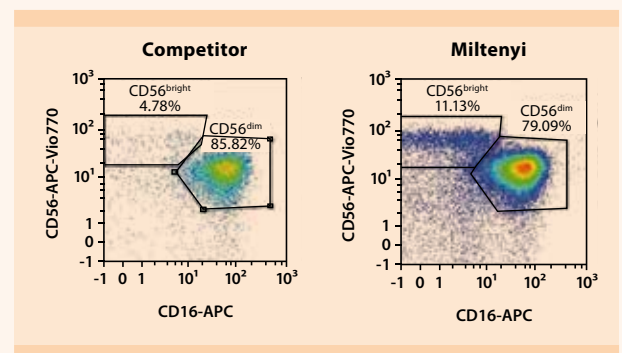 Competitor
CD56-APC-Vio770
10³
10²
10¹
1
0
-1
CD56bright
4.78%
CD56dim
85.82%
-1 0 1 10¹ 10² 10³
CD16-APC
Miltenyi
CD56-APC-Vio770
10³
10²
10¹
1
0
-1
CD56bright
11.13%
CD56dim
79.09%
-1 0 1 10¹ 10² 10³
CD16-APC